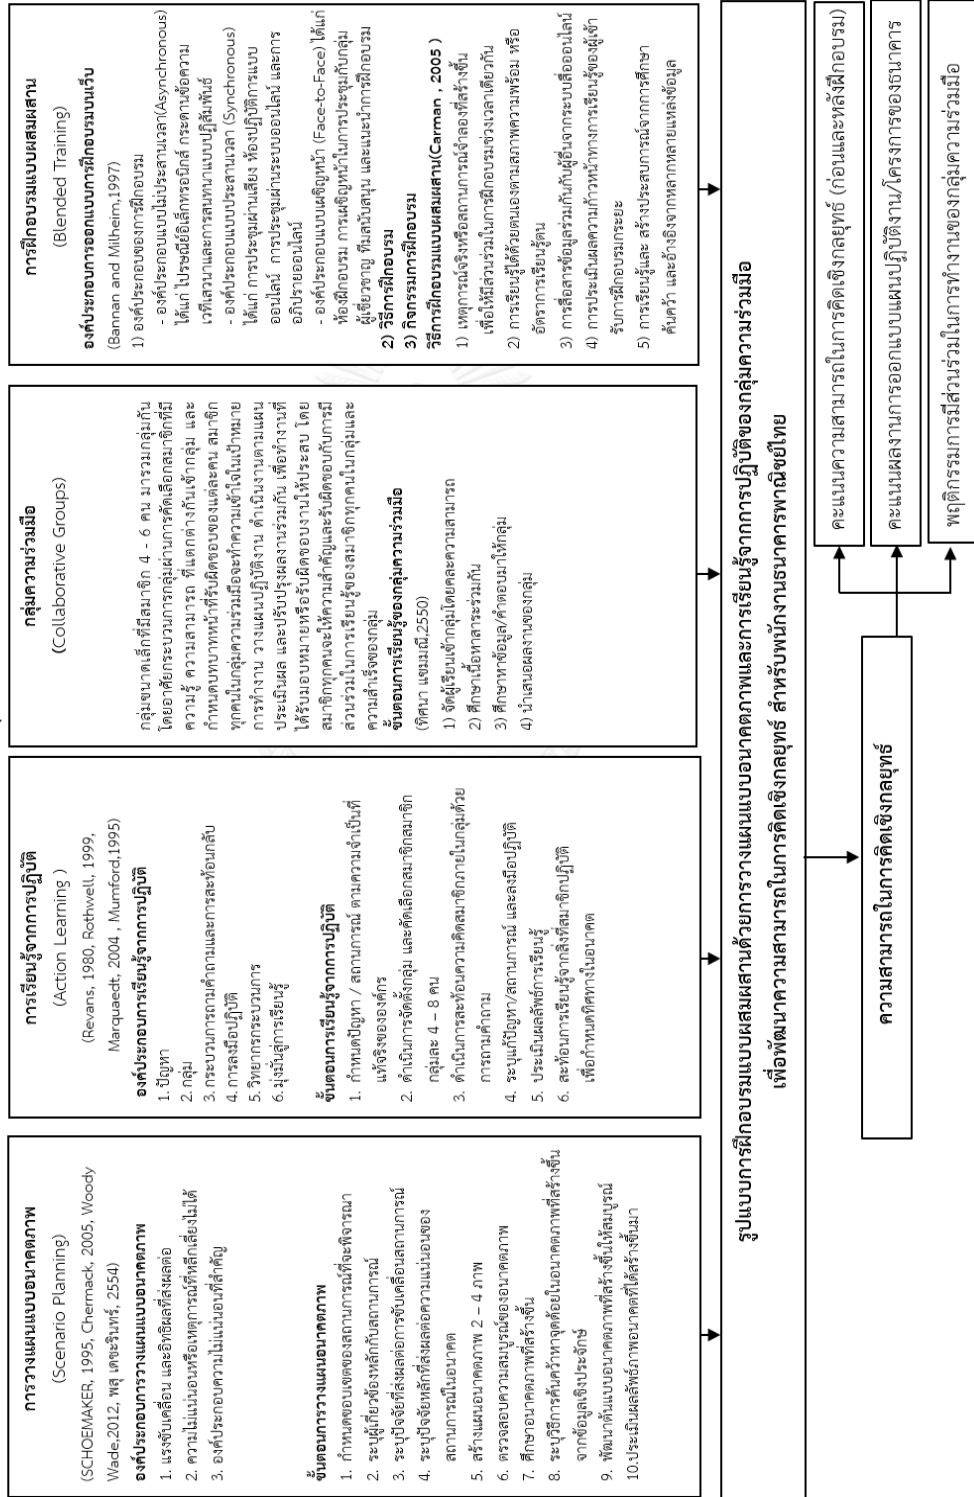 การวางแผนแบบอนาคตภาพ
(Scenario Planning)
(SCHOEMAKER, 1995, Chermack, 2005, Woody
Wade,2012, พสุ เดชะรินทร์, 2554)
องค์ประกอบการวางแผนแบบอนาคตภาพ
1. แรงขับเคลื่อน และอิทธิผลที่ส่งผลต่อ
2. ความไม่แน่นอนหรือเหตุการณ์ที่หลีกเลี่ยงไม่ได้
3. องค์ประกอบความไม่แน่นอนที่สำคัญ
ขั้นตอนการวางแผนอนาคตภาพ
1. กำหนดขอบเขตของสถานการณ์ที่จะพิจารณา
2. ระบุผู้เกี่ยวข้องหลักกับสถานการณ์
3. ระบุปัจจัยที่ส่งผลต่อการขับเคลื่อนสถานการณ์
4. ระบุปัจจัยหลักที่ส่งผลต่อความแน่นอนของ
สถานการณ์ในอนาคต
5. สร้างแผนอนาคตภาพ 2 – 4 ภาพ
6. ตรวจสอบความสมบูรณ์ของอนาคตภาพ
7. ศึกษาอนาคตภาพที่สร้างขึ้น
8. ระบุวิธีการค้นคว้าหาจุดด้อยในอนาคตภาพที่สร้างขึ้น
จากข้อมูลเชิงประจักษ์
9. พัฒนาต้นแบบอนาคตภาพที่สร้างขึ้นให้สมบูรณ์
10.ประเมินผลลัพธ์ภาพอนาคตที่ได้สร้างขึ้นมา
การเรียนรู้จากการปฏิบัติ
(Action Learning )
(Revans, 1980, Rothwell, 1999,
Marquaedt, 2004 , Mumford,1995)
องค์ประกอบการเรียนรู้จากการปฏิบัติ
1. ปัญหา
2. กลุ่ม
3. กระบวนการถามคำถามและการสะท้อนกลับ
4. การลงมือปฏิบัติ
5. วิทยากรกระบวนการ
6. มุ่งมั่นสู่การเรียนรู้
ขั้นตอนการเรียนรู้จากการปฏิบัติ
1. กำหนดปัญหา / สถานการณ์ ตามความจำเป็นที่
แท้จริงขององค์กร
2. ดำเนินการจัดตั้งกลุ่ม และคัดเลือกสมาชิกสมาชิก
กลุ่มละ 4 – 8 คน
3. ดำเนินการสะท้อนความคิดสมาชิกภายในกลุ่มด้วย
การถามคำถาม
4. ระบุแก้ปัญหา/สถานการณ์ และลงมือปฏิบัติ
5. ประเมินผลลัพธ์การเรียนรู้
6. สะท้อนการเรียนรู้จากสิ่งที่สมาชิกปฏิบัติ
เพื่อกำหนดทิศทางในอนาคต
กลุ่มความร่วมมือ
(Collaborative Groups)
กลุ่มขนาดเล็กที่มีสมาชิก 4 - 6 คน มารวมกลุ่มกัน
โดยอาศัยกระบวนการกลุ่มผ่านการคัดเลือกสมาชิกที่มี
ความรู้ ความสามารถ ที่แตกต่างกันเข้ากลุ่ม และ
กำหนดบทบาทหน้าที่รับผิดชอบของแต่ละคน สมาชิก
ทุกคนในกลุ่มความร่วมมือจะทำความเข้าใจในเป้าหมาย
การทำงาน วางแผนปฏิบัติงาน ดำเนินงานตามแผน
ประเมินผล และปรับปรุงผลงานร่วมกัน เพื่อทำงานที่
ได้รับมอบหมายหรือรับผิดชอบงานให้ประสบ โดย
สมาชิกทุกคนจะให้ความสำคัญและรับผิดชอบกับการมี
ส่วนร่วมในการเรียนรู้ของสมาชิกทุกคนในกลุ่มและ
ความสำเร็จของกลุ่ม
ขั้นตอนการเรียนรู้ของกลุ่มความร่วมมือ
(ทิศนา แขมมณี,2550)
1) จัดผู้เรียนเข้ากลุ่มโดยคละความสามารถ
2) ศึกษาเนื้อหาสาระร่วมกัน
3) ศึกษาหาข้อมูล/คำตอบมาให้กลุ่ม
4) นำเสนอผลงานของกลุ่ม
การฝึกอบรมแบบผสมผสาน
(Blended Training)
องค์ประกอบการออกแบบการฝึกอบรมบนเว็บ
(Bannan and Milheim,1997)
1) องค์ประกอบของการฝึกอบรม
- องค์ประกอบแบบไม่ประสานเวลา(Asynchronous)
ได้แก่ ไปรษณีย์อิเล็กทรอนิกส์ กระดานข้อความ
เวทีเสวนาและการสนทนาแบบปฏิสัมพันธ์
- องค์ประกอบแบบประสานเวลา (Synchronous)
ได้แก่ การประชุมผ่านเสียง ห้องปฏิบัติการแบบ
ออนไลน์ การประชุมผ่านระบบออนไลน์ และการ
อภิปรายออนไลน์
- องค์ประกอบแบบเผชิญหน้า (Face-to-Face) ได้แก่
ห้องฝึกอบรม การเผชิญหน้าในการประชุมกับกลุ่ม
ผู้เชี่ยวชาญ ทีมสนับสนุน และแนะนำการฝึกอบรม
2) วิธีการฝึกอบรม
3) กิจกรรมการฝึกอบรม
วิธีการฝึกอบรมแบบผสมผสาน(Carman , 2005 )
1) เหตุการณ์จริงหรือสถานการณ์จำลองที่สร้างขึ้น
เพื่อให้มีส่วนร่วมในการฝึกอบรมช่วงเวลาเดียวกัน
2) การเรียนรู้ได้ด้วยตนเองตามสภาพความพร้อม หรือ
อัตราการเรียนรู้ตน
3) การสื่อสารข้อมูลร่วมกันกับผู้อื่นจากระบบสื่อออนไลน์
4) การประเมินผลความก้าวหน้าทางการเรียนรู้ของผู้เข้า
รับการฝึกอบรมกระยะ
5) การเรียนรู้และ สร้างประสบการณ์จากการศึกษา
ค้นคว้า และอ้างอิงจากหลากหลายแหล่งข้อมูล
รูปแบบการฝึกอบรมแบบผสมผสานด้วยการวางแผนแบบอนาคตภาพและการเรียนรู้จากการปฏิบัติของกลุ่มความร่วมมือ
เพื่อพัฒนาความสามารถในการคิดเชิงกลยุทธ์ สำหรับพนักงานธนาคารพาณิชย์ไทย
ความสามารถในการคิดเชิงกลยุทธ์
คะแนนความสามารถในการคิดเชิงกลยุทธ์ (ก่อนและหลังฝึกอบรม)
คะแนนผลงานการออกแบบแผนปฏิบัติงาน/โครงการของธนาคาร
พฤติกรรมการมีส่วนร่วมในการทำงานของกลุ่มความร่วมมือ